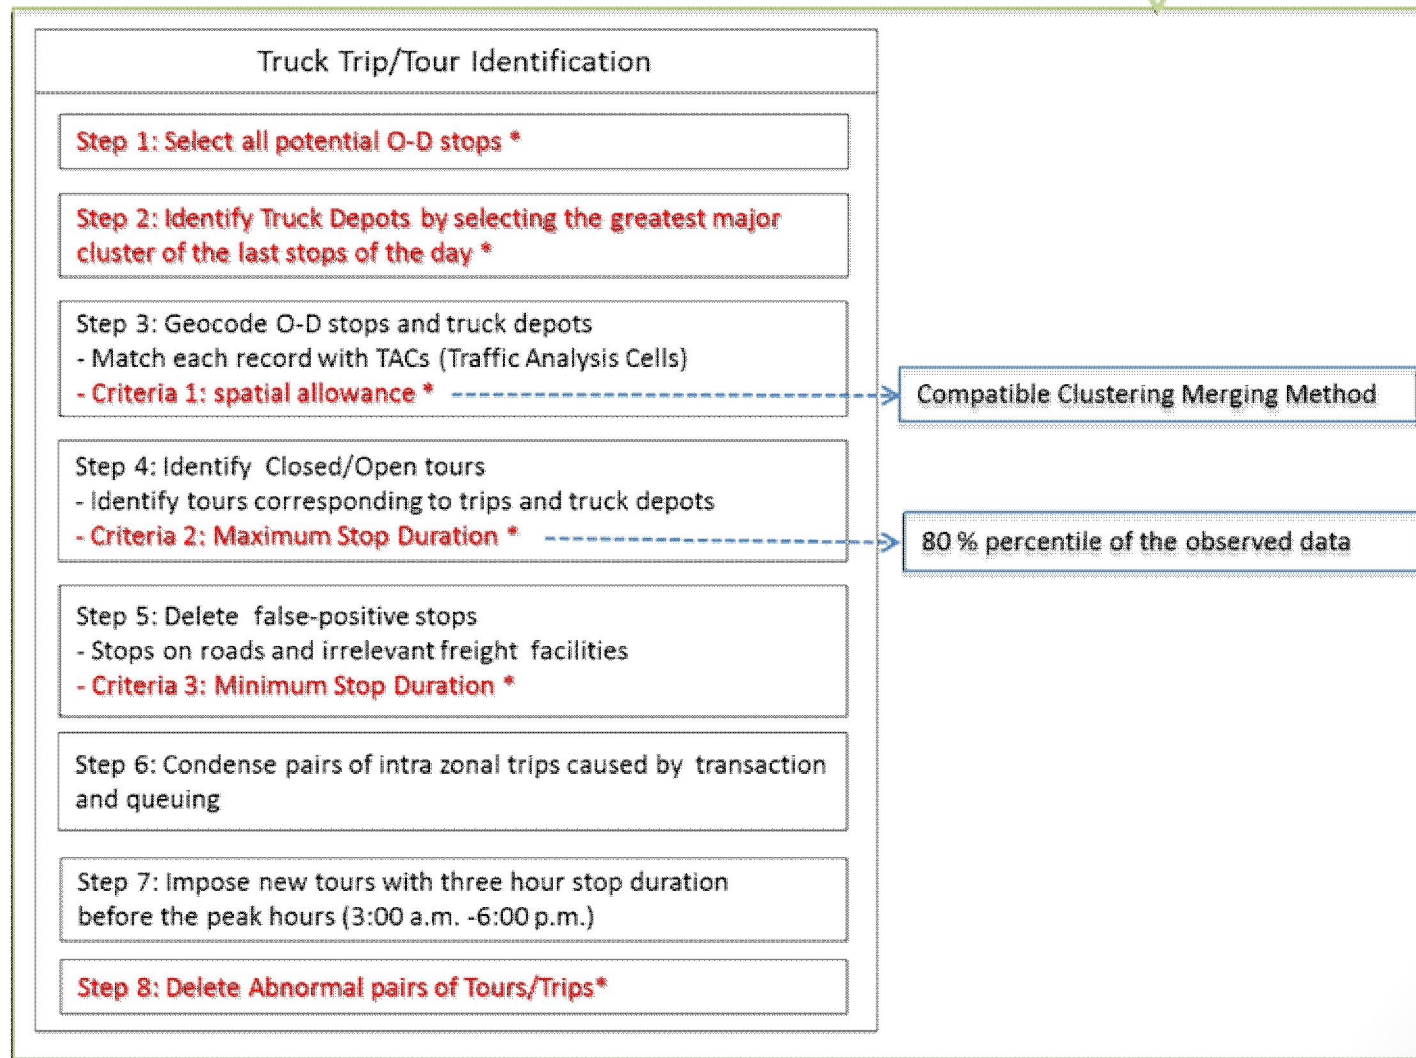 Truck Trip/Tour Identification
Step 1: Select all potential O-D stops *
Step 2: Identify Truck Depots by selecting the greatest major
cluster of the last stops of the day *
Step 3: Geocode O-D stops and truck depots
- Match each record with TACs (Traffic Analysis Cells)
- Criteria 1: spatial allowance *
Compatible Clustering Merging Method
Step 4: Identify Closed/Open tours
- Identify tours corresponding to trips and truck depots
- Criteria 2: Maximum Stop Duration *
80 % percentile of the observed data
Step 5: Delete false-positive stops
- Stops on roads and irrelevant freight facilities
- Criteria 3: Minimum Stop Duration *
Step 6: Condense pairs of intra zonal trips caused by transaction
and queuing
Step 7: Impose new tours with three hour stop duration
before the peak hours (3:00 a.m. -6:00 p.m.)
Step 8: Delete Abnormal pairs of Tours/Trips*